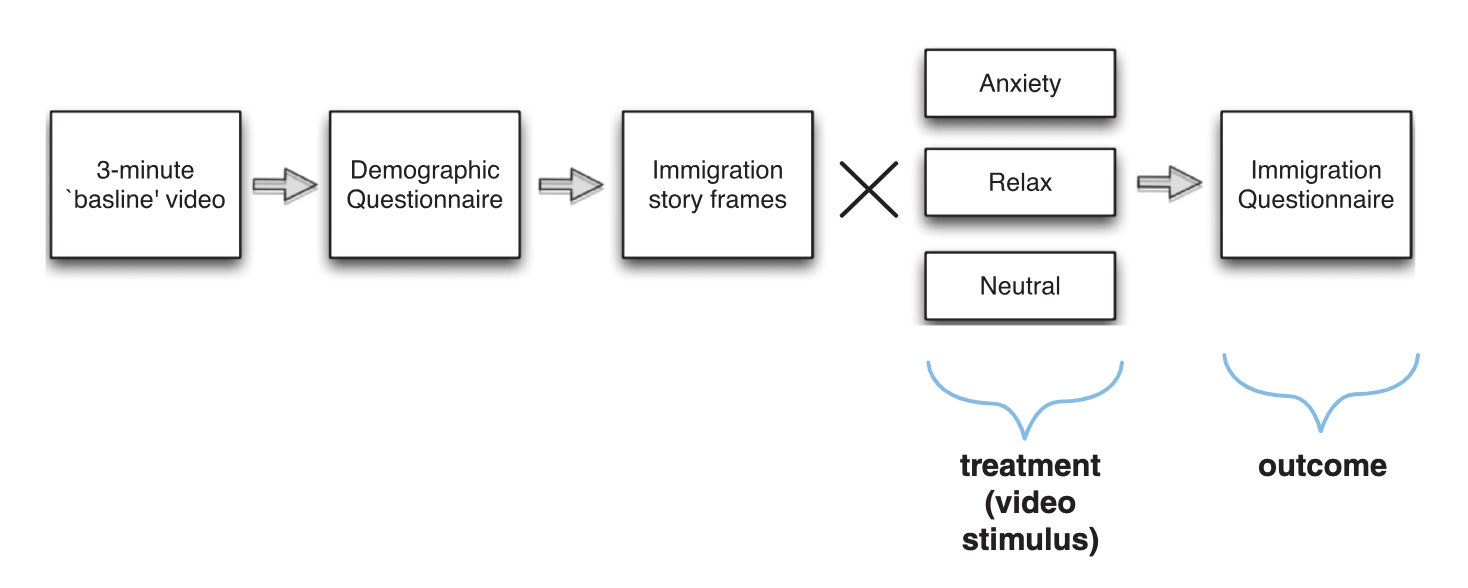 3-minute
`basline' video
Demographic
Questionnaire
Immigration
story frames
Anxiety
Relax
Neutral
Immigration
Questionnaire
treatment
(video
stimulus)
outcome